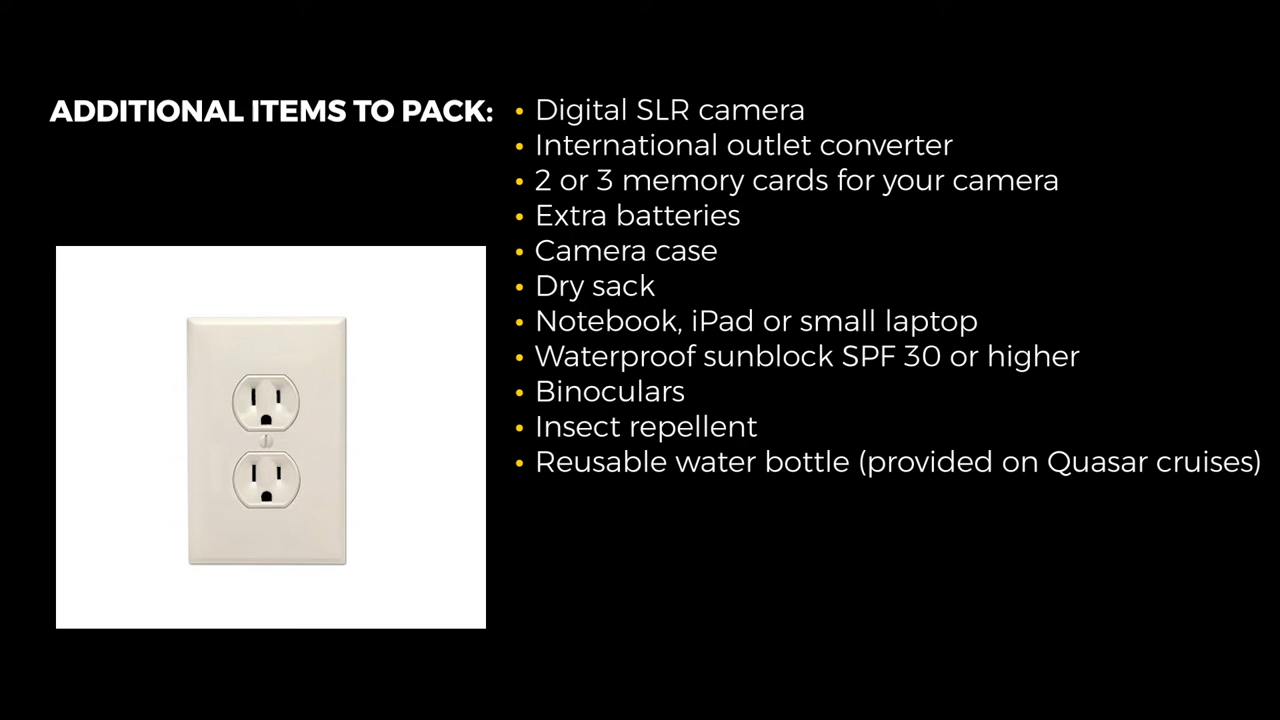 ADDITIONAL ITEMS TO PACK:
• Digital SLR camera
• International outlet converter
• 2 or 3 memory cards for your camera
• Extra batteries
• Camera case
• Dry sack
• Notebook, iPad or small laptop
• Waterproof sunblock SPF 30 or higher
• Binoculars
• Insect repellent
• Reusable water bottle (provided on Quasar cruises)